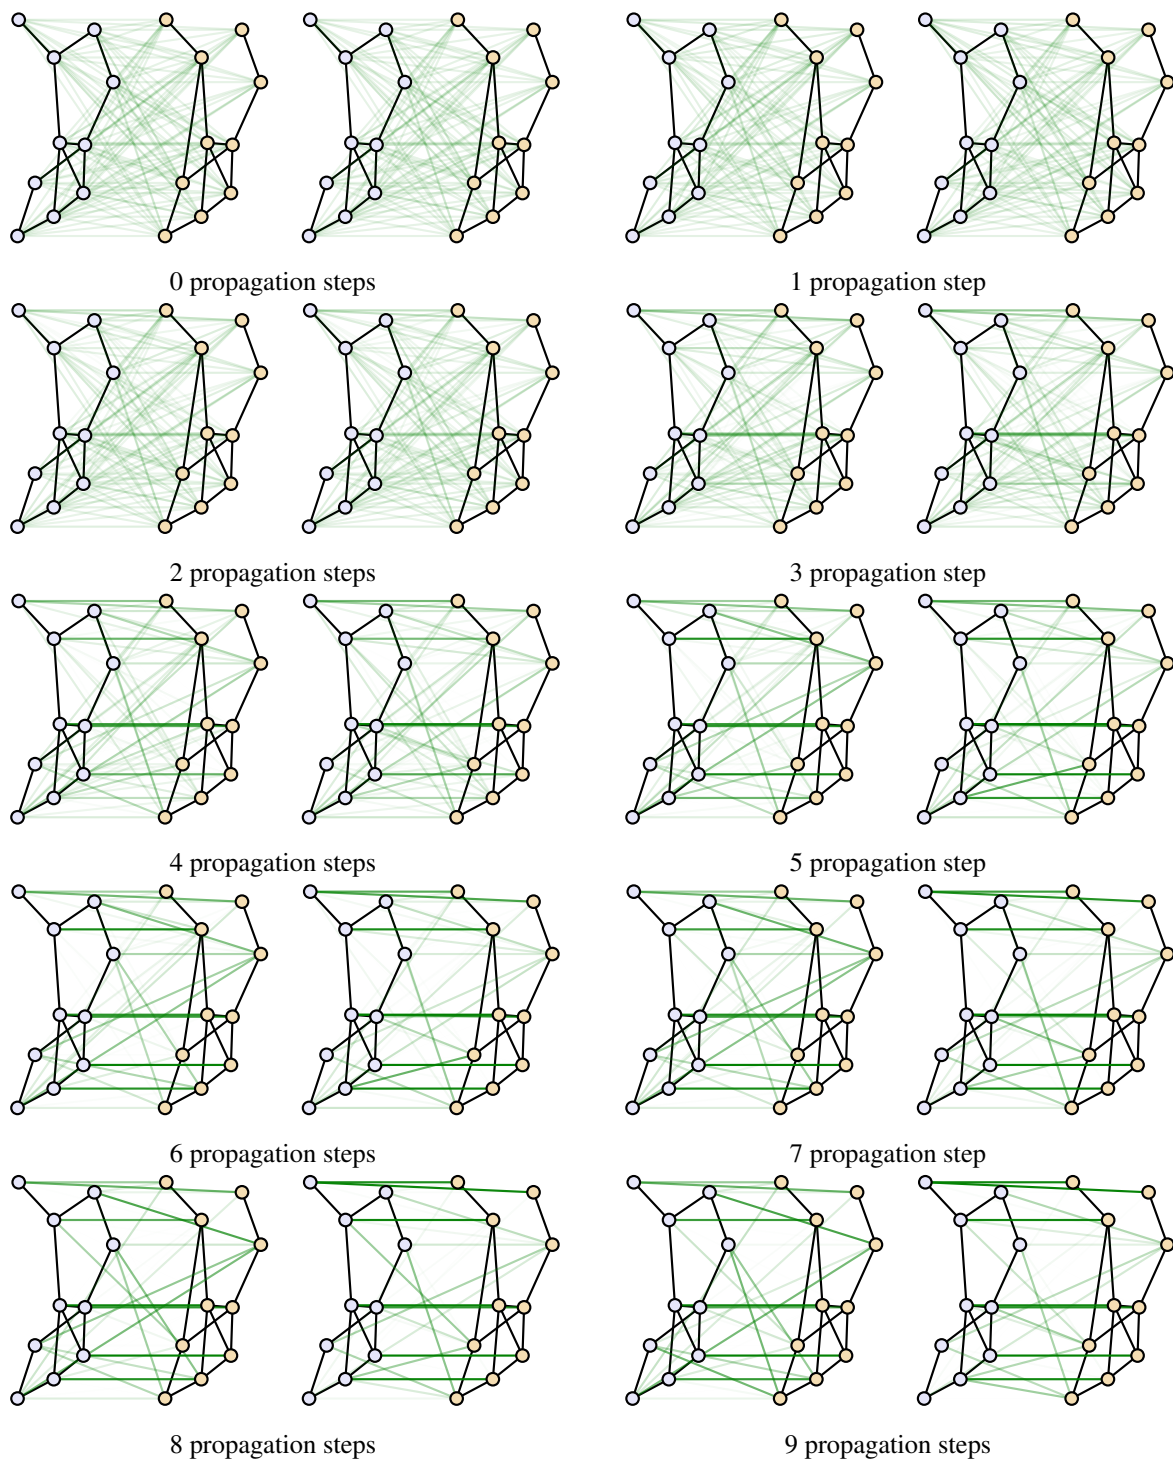 0 propagation steps
1 propagation step
2 propagation steps
3 propagation step
4 propagation steps
5 propagation step
6 propagation steps
7 propagation step
8 propagation steps
9 propagation steps